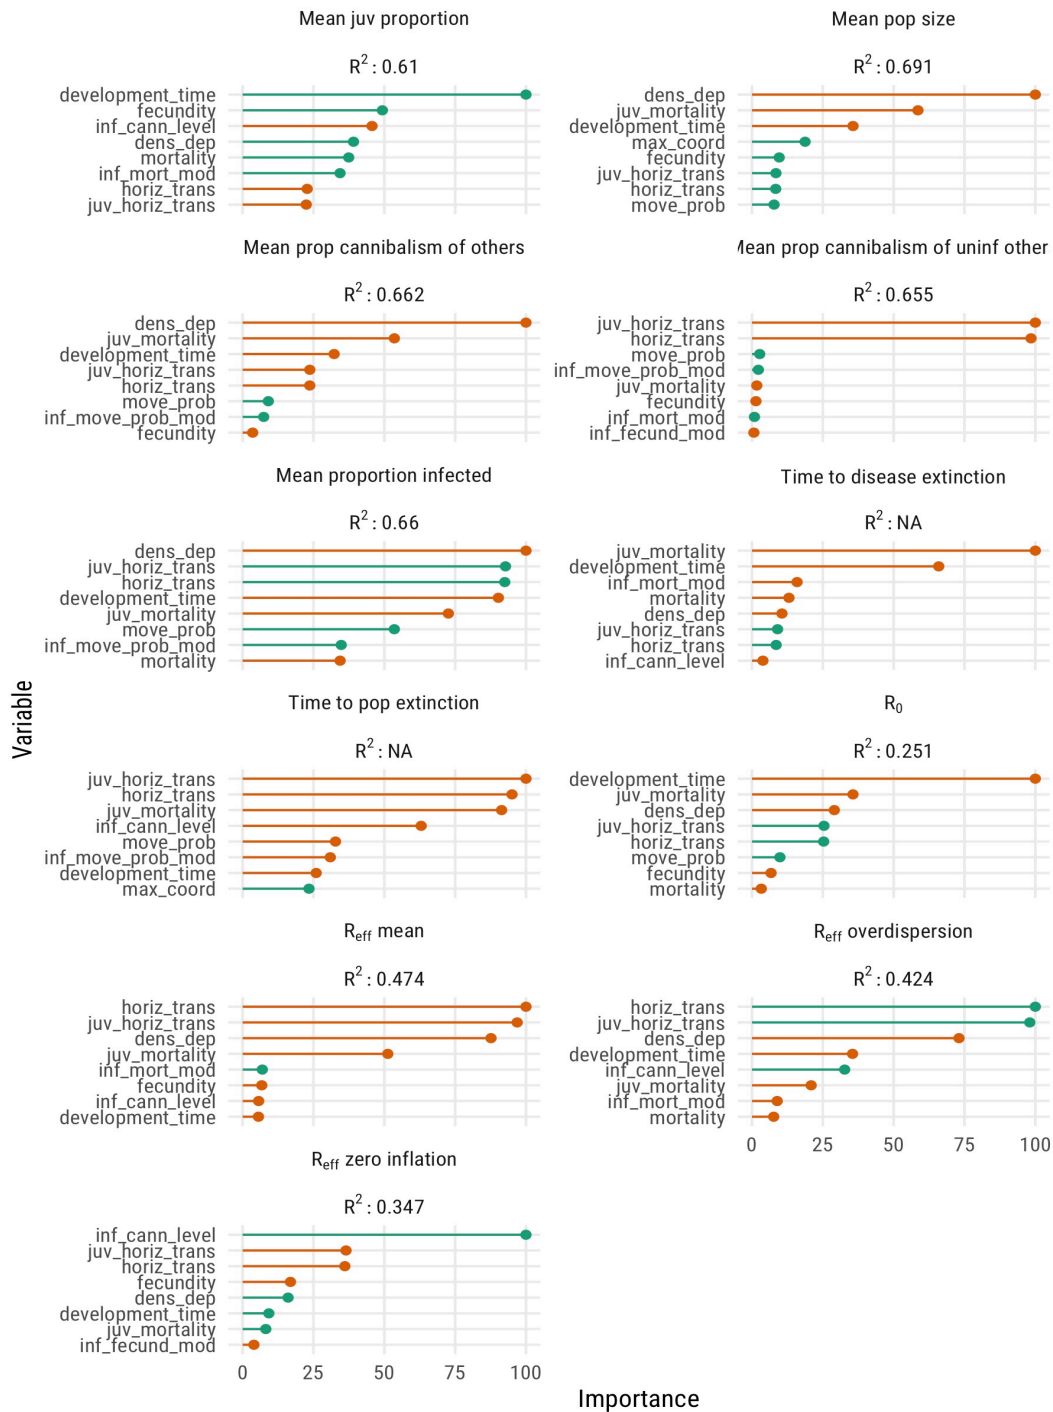 Mean juv proportion
R2 : 0.61
development_time
fecundity
inf_cann_level
dens_dep
mortality
inf_mort_mod
horiz_trans
juv_horiz_trans
Mean pop size
R2 : 0.691
dens_dep
juv_mortality
development_time
max_coord
fecundity
juv_horiz_trans
horiz_trans
move_prob
Mean prop cannibalism of others
R2 : 0.662
dens_dep
juv_mortality
development_time
juv_horiz_trans
horiz_trans
move_prob
inf_move_prob_mod
fecundity
Mean prop cannibalism of uninf other
R2 : 0.655
juv_horiz_trans
horiz_trans
move_prob
inf_move_prob_mod
juv_mortality
fecundity
inf_mort_mod
inf_fecund_mod
Mean proportion infected
R2 : 0.66
dens_dep
juv_horiz_trans
horiz_trans
development_time
juv_mortality
move_prob
inf_move_prob_mod
mortality
Time to disease extinction
R2 : NA
juv_mortality
development_time
inf_mort_mod
mortality
dens_dep
juv_horiz_trans
horiz_trans
inf_cann_level
Time to pop extinction
R2 : NA
juv_horiz_trans
horiz_trans
juv_mortality
inf_cann_level
move_prob
inf_move_prob_mod
development_time
max_coord
R0
R2 : 0.251
development_time
juv_mortality
dens_dep
juv_horiz_trans
horiz_trans
move_prob
fecundity
mortality
Reff mean
R2 : 0.474
horiz_trans
juv_horiz_trans
dens_dep
juv_mortality
inf_mort_mod
fecundity
inf_cann_level
development_time
Reff overdispersion
R2 : 0.424
horiz_trans
juv_horiz_trans
dens_dep
development_time
inf_cann_level
juv_mortality
inf_mort_mod
mortality
0 25 50 75 100
Reff zero inflation
R2 : 0.347
inf_cann_level
juv_horiz_trans
horiz_trans
fecundity
dens_dep
development_time
juv_mortality
inf_fecund_mod
0 25 50 75 100
Variable
Importance